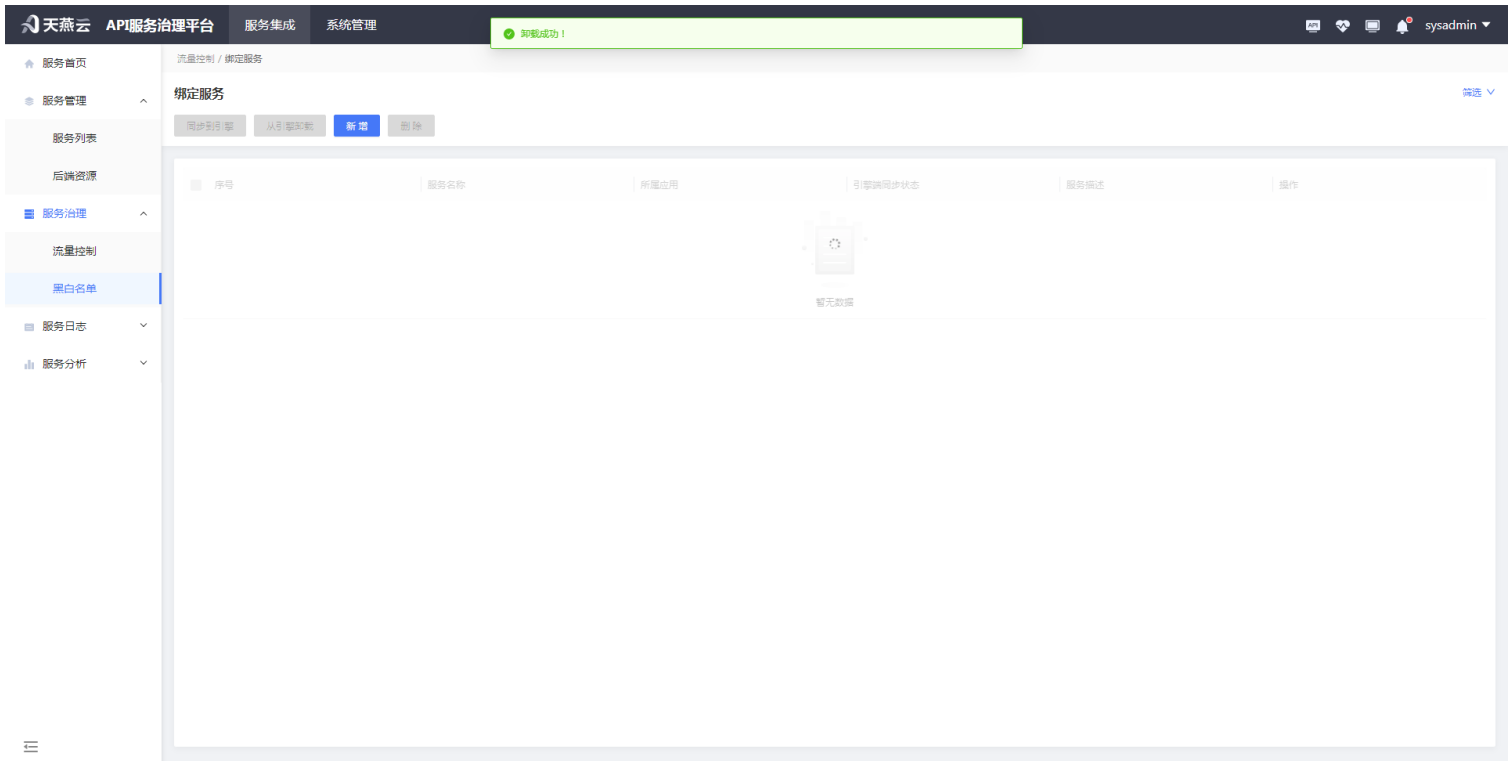 天燕云 API服务治理平台 服务集成 系统管理 卸载成功！ API sysadmin
服务首页
服务管理
服务列表
后端资源
服务治理
流量控制
黑白名单
服务日志
服务分析
流量控制 / 绑定服务
绑定服务 筛选
同步到引擎 从引擎卸载 新增 删除
序号 服务名称 所属应用 引擎端同步状态 服务描述 操作
暂无数据